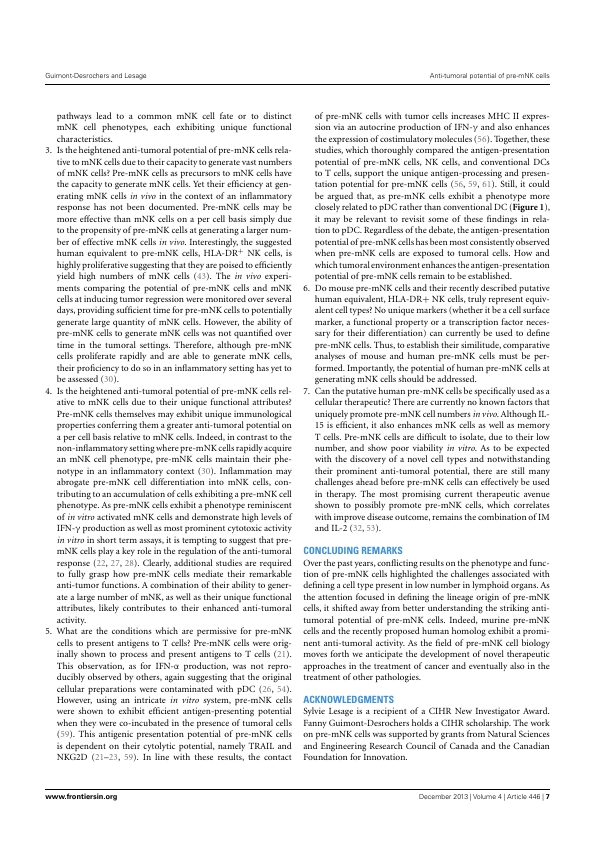 Guimont-Desrochers and Lesage
Anti-tumoral potential of pre-mNK cells
pathways lead to a common mNK cell fate or to distinct
mNK cell phenotypes, each exhibiting unique functional
characteristics.
3. Is the heightened anti-tumoral potential of pre-mNK cells rela-
tive to mNK cells due to their capacity to generate vast numbers
of mNK cells? Pre-mNK cells as precursors to mNK cells have
the capacity to generate mNK cells. Yet their efficiency at gen-
erating mNK cells in vivo in the context of an inflammatory
response has not been documented. Pre-mNK cells may be
more effective than mNK cells on a per cell basis simply due
to the propensity of pre-mNK cells at generating a larger num-
ber of effective mNK cells in vivo. Interestingly, the suggested
human equivalent to pre-mNK cells, HLA-DR⁺ NK cells, is
highly proliferative suggesting that they are poised to efficiently
yield high numbers of mNK cells (43). The in vivo experi-
ments comparing the potential of pre-mNK cells and mNK
cells at inducing tumor regression were monitored over several
days, providing sufficient time for pre-mNK cells to potentially
generate large quantity of mNK cells. However, the ability of
pre-mNK cells to generate mNK cells was not quantified over
time in the tumoral settings. Therefore, although pre-mNK
cells proliferate rapidly and are able to generate mNK cells,
their proficiency to do so in an inflammatory setting has yet to
be assessed (30).
4. Is the heightened anti-tumoral potential of pre-mNK cells rel-
ative to mNK cells due to their unique functional attributes?
Pre-mNK cells themselves may exhibit unique immunological
properties conferring them a greater anti-tumoral potential on
a per cell basis relative to mNK cells. Indeed, in contrast to the
non-inflammatory setting where pre-mNK cells rapidly acquire
an mNK cell phenotype, pre-mNK cells maintain their phe-
notype in an inflammatory context (30). Inflammation may
abrogate pre-mNK cell differentiation into mNK cells, con-
tributing to an accumulation of cells exhibiting a pre-mNK cell
phenotype. As pre-mNK cells exhibit a phenotype reminiscent
of in vitro activated mNK cells and demonstrate high levels of
IFN-γ production as well as most prominent cytotoxic activity
in vitro in short term assays, it is tempting to suggest that pre-
mNK cells play a key role in the regulation of the anti-tumoral
response (22, 27, 28). Clearly, additional studies are required
to fully grasp how pre-mNK cells mediate their remarkable
anti-tumor functions. A combination of their ability to gener-
ate a large number of mNK, as well as their unique functional
attributes, likely contributes to their enhanced anti-tumoral
activity.
5. What are the conditions which are permissive for pre-mNK
cells to present antigens to T cells? Pre-mNK cells were orig-
inally shown to process and present antigens to T cells (21).
This observation, as for IFN-α production, was not repro-
ducibly observed by others, again suggesting that the original
cellular preparations were contaminated with pDC (26, 54).
However, using an intricate in vitro system, pre-mNK cells
were shown to exhibit efficient antigen-presenting potential
when they were co-incubated in the presence of tumoral cells
(59). This antigenic presentation potential of pre-mNK cells
is dependent on their cytolytic potential, namely TRAIL and
NKG2D (21–23, 59). In line with these results, the contact
of pre-mNK cells with tumor cells increases MHC II expres-
sion via an autocrine production of IFN-γ and also enhances
the expression of costimulatory molecules (56). Together, these
studies, which thoroughly compared the antigen-presentation
potential of pre-mNK cells, NK cells, and conventional DCs
to T cells, support the unique antigen-processing and presen-
tation potential for pre-mNK cells (56, 59, 61). Still, it could
be argued that, as pre-mNK cells exhibit a phenotype more
closely related to pDC rather than conventional DC (Figure 1),
it may be relevant to revisit some of these findings in rela-
tion to pDC. Regardless of the debate, the antigen-presentation
potential of pre-mNK cells has been most consistently observed
when pre-mNK cells are exposed to tumoral cells. How and
which tumoral environment enhances the antigen-presentation
potential of pre-mNK cells remain to be established.
6. Do mouse pre-mNK cells and their recently described putative
human equivalent, HLA-DR+ NK cells, truly represent equiv-
alent cell types? No unique markers (whether it be a cell surface
marker, a functional property or a transcription factor neces-
sary for their differentiation) can currently be used to define
pre-mNK cells. Thus, to establish their similitude, comparative
analyses of mouse and human pre-mNK cells must be per-
formed. Importantly, the potential of human pre-mNK cells at
generating mNK cells should be addressed.
7. Can the putative human pre-mNK cells be specifically used as a
cellular therapeutic? There are currently no known factors that
uniquely promote pre-mNK cell numbers in vivo. Although IL-
15 is efficient, it also enhances mNK cells as well as memory
T cells. Pre-mNK cells are difficult to isolate, due to their low
number, and show poor viability in vitro. As to be expected
with the discovery of a novel cell types and notwithstanding
their prominent anti-tumoral potential, there are still many
challenges ahead before pre-mNK cells can effectively be used
in therapy. The most promising current therapeutic avenue
shown to possibly promote pre-mNK cells, which correlates
with improve disease outcome, remains the combination of IM
and IL-2 (32, 53).
CONCLUDING REMARKS
Over the past years, conflicting results on the phenotype and func-
tion of pre-mNK cells highlighted the challenges associated with
defining a cell type present in low number in lymphoid organs. As
the attention focused in defining the lineage origin of pre-mNK
cells, it shifted away from better understanding the striking anti-
tumoral potential of pre-mNK cells. Indeed, murine pre-mNK
cells and the recently proposed human homolog exhibit a promi-
nent anti-tumoral activity. As the field of pre-mNK cell biology
moves forth we anticipate the development of novel therapeutic
approaches in the treatment of cancer and eventually also in the
treatment of other pathologies.
ACKNOWLEDGMENTS
Sylvie Lesage is a recipient of a CIHR New Investigator Award.
Fanny Guimont-Desrochers holds a CIHR scholarship. The work
on pre-mNK cells was supported by grants from Natural Sciences
and Engineering Research Council of Canada and the Canadian
Foundation for Innovation.
www.frontiersin.org
December 2013 | Volume 4 | Article 446 | 7